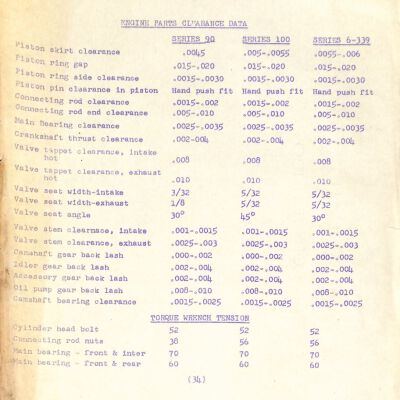 ENGINE PARTS CLEARANCE DATA
SERIES 90 SERIES 100 SERIES 6-339
Piston skirt clearance .0045 .005-.0055 .0055-.006
Piston ring gap .015-.020 .015-.020 .015-.020
Piston ring side clearance .0015-.0030 .0015-.0030 .0015-.0030
Piston pin clearance in piston Hand push fit Hand push fit Hand push fit
Connecting rod clearance .0015-.002 .0015-.002 .0015-.002
Connecting rod end clearance .005-.010 .005-.010 .005-.010
Main Bearing clearance .0025-.0035 .0025-.0035 .0025-.0035
Crankshaft thrust clearance .002-.004 .002-.004 .002-.004
Valve tappet clearance, intake
hot .008 .008 .008
Valve tappet clearance, exhaust
hot .010 .010 .010
Valve seat width-intake 3/32 5/32 5/32
Valve seat width-exhaust 1/8 5/32 5/32
Valve seat angle 30° 45° 30°
Valve stem clearnace, intake .001-.0015 .001-.0015 .001-.0015
Valve stem clearance, exhaust .0025-.003 .0025-.003 .0025-.003
Camshaft gear back lash .000-.002 .000-.002 .000-.002
Idler gear back lash .002-.004 .002-.004 .002-.004
Accessory gear back lash .002-.004 .002-.004 .002-.004
Oil pump gear back lash .008-.010 .008-.010 .008-.010
Camshaft bearing clearance .0015-.0025 .0015-.0025 .0015-.0025
TORQUE WRENCH TENSION
Cylinder head bolt 52 52 52
Connecting rod nuts 38 56 56
Main bearing - front & inter 70 70 70
Main bearing - front & rear 60 60 60
(34)